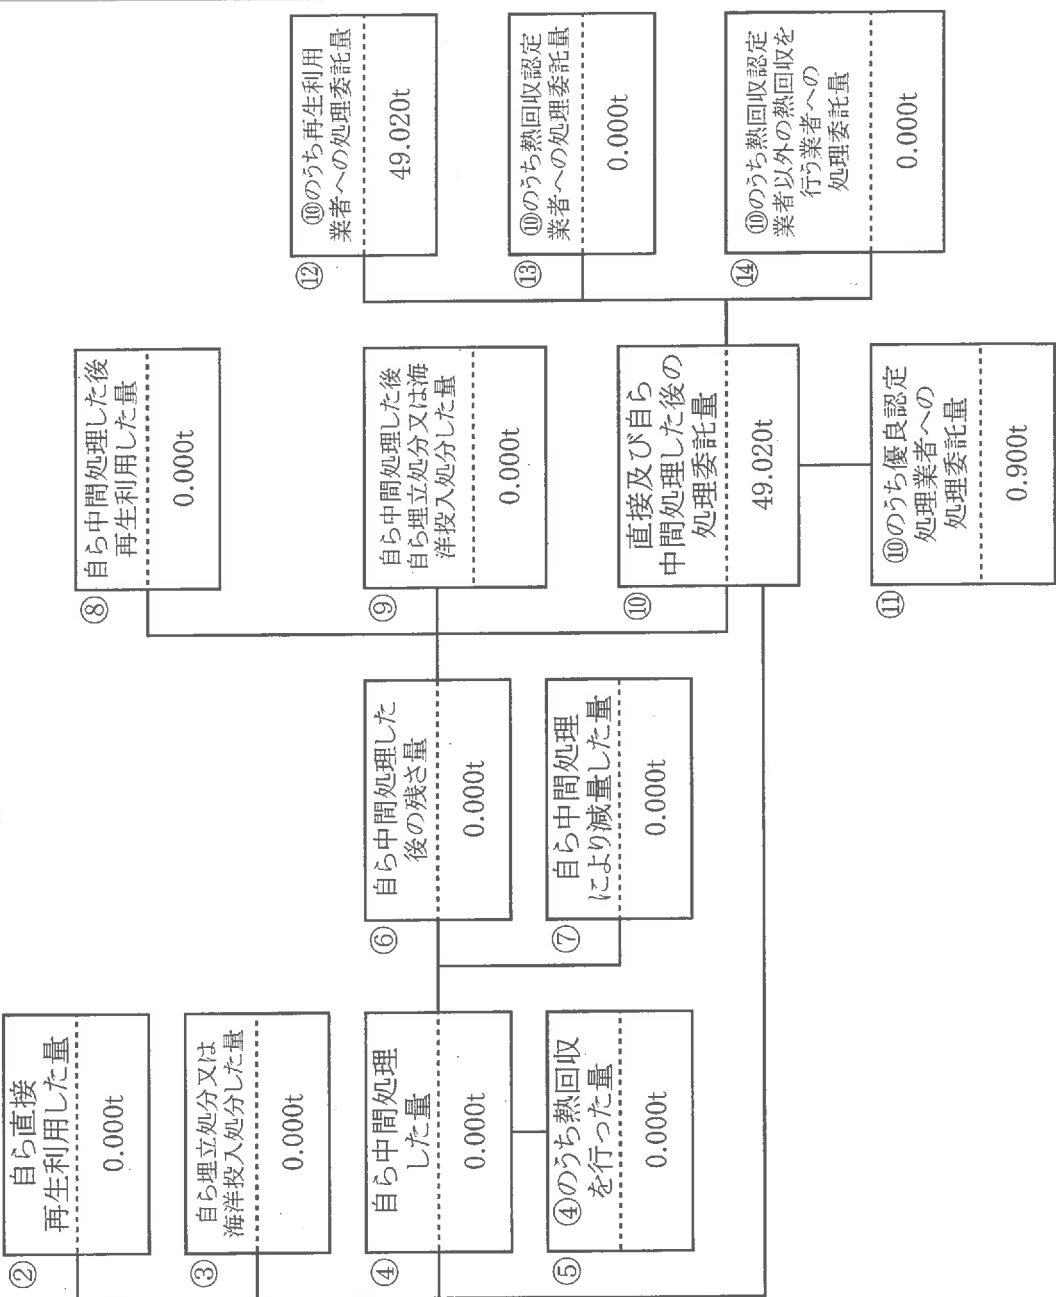 ②
自ら直接
再生利用した量
0.000t
③
自ら埋立処分又は
海洋投入処分した量
0.000t
④
自ら中間処理
した量
0.000t
⑤
④のうち熱回収
を行った量
0.000t
⑥
自ら中間処理した
後の残さ量
0.000t
⑦
自ら中間処理
により減量した量
0.000t
⑧
自ら中間処理した後
再生利用した量
0.000t
⑨
自ら中間処理した後
自ら埋立処分又は海
洋投入処分した量
0.000t
⑩
直接及び自ら
中間処理した後の
処理委託量
49.020t
⑪
⑩のうち優良認定
処理業者への
処理委託量
0.900t
⑫
⑩のうち再生利用
業者への処理委託量
49.020t
⑬
⑩のうち熱回収認定
業者への処理委託量
0.000t
⑭
⑩のうち熱回収認定
業者以外の熱回収を
行う業者への
処理委託量
0.000t